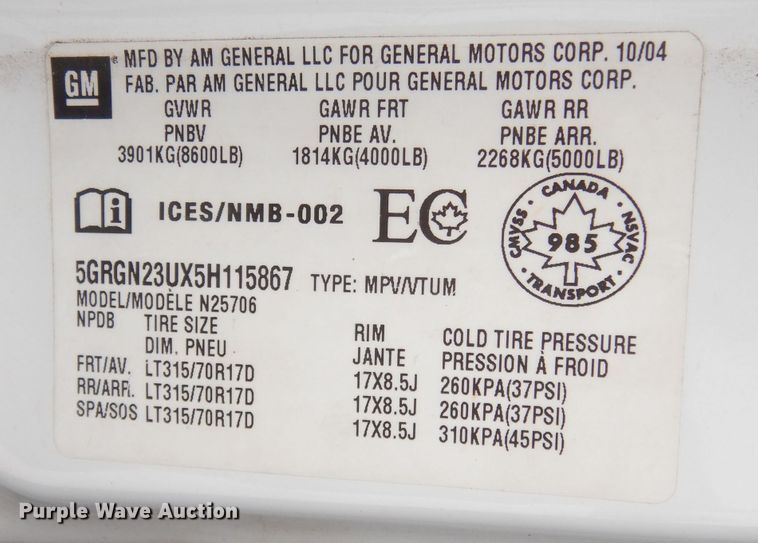 GM MFD BY AM GENERAL LLC FOR GENERAL MOTORS CORP. 10/04
FAB. PAR AM GENERAL LLC POUR GENERAL MOTORS CORP.
GVWR GAWR FRT GAWR RR
PNBV PNBE AV. PNBE ARR.
3901KG(8600LB) 1814KG(4000LB) 2268KG(5000LB)
i ICES/NMB-002 EC
CANADA
CMVSS 985 NSVAC
TRANSPORT
5GRGN23UX5H115867 TYPE: MPV/VTUM
MODEL/MODÈLE N25706
NPDB TIRE SIZE RIM COLD TIRE PRESSURE
DIM. PNEU JANTE PRESSION À FROID
FRT/AV. LT315/70R17D 17X8.5J 260KPA(37PSI)
RR/ARR. LT315/70R17D 17X8.5J 260KPA(37PSI)
SPA/SOS LT315/70R17D 17X8.5J 310KPA(45PSI)
Purple Wave Auction